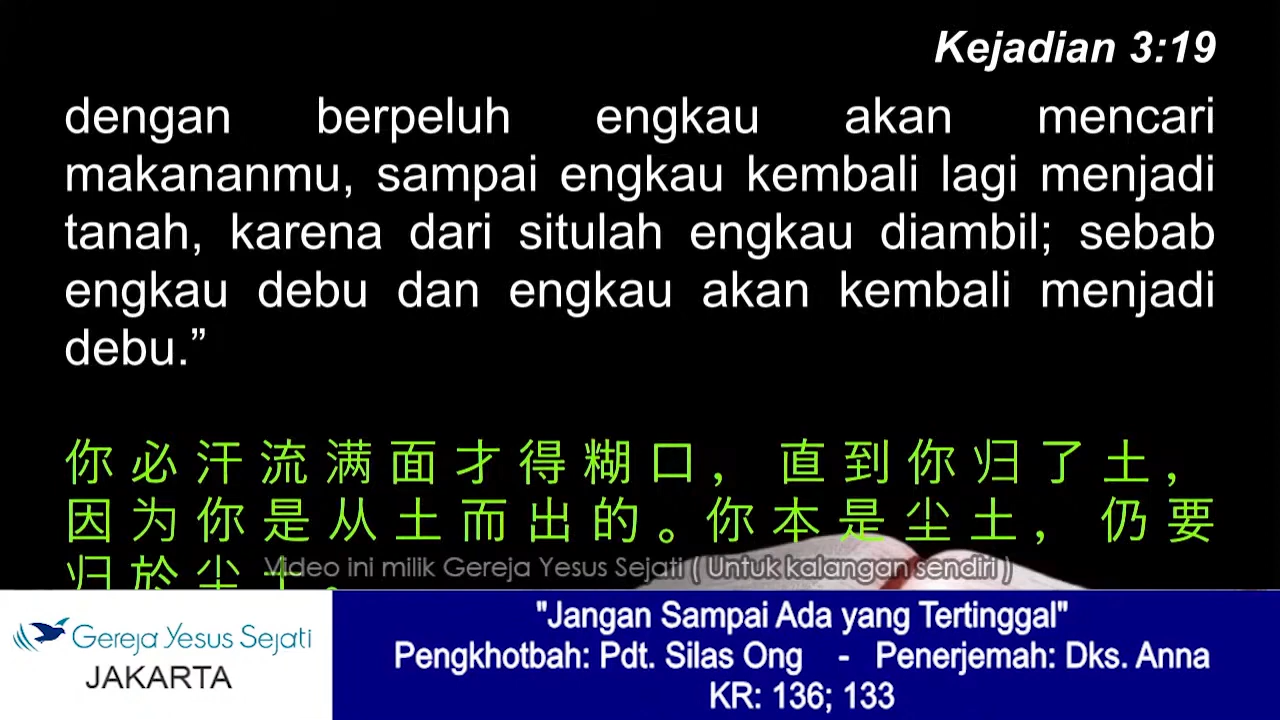 Kejadian 3:19
dengan berpeluh engkau akan mencari
makananmu, sampai engkau kembali lagi menjadi
tanah, karena dari situlah engkau diambil; sebab
engkau debu dan engkau akan kembali menjadi
debu.”
你必汗流满面才得糊口，直到你归了土，
因为你是从土而出的。你本是尘土，仍要
归於尘土。
Video ini milik Gereja Yesus Sejati ( Untuk kalangan sendiri )
Gereja Yesus Sejati
JAKARTA
"Jangan Sampai Ada yang Tertinggal"
Pengkhotbah: Pdt. Silas Ong - Penerjemah: Dks. Anna
KR: 136; 133